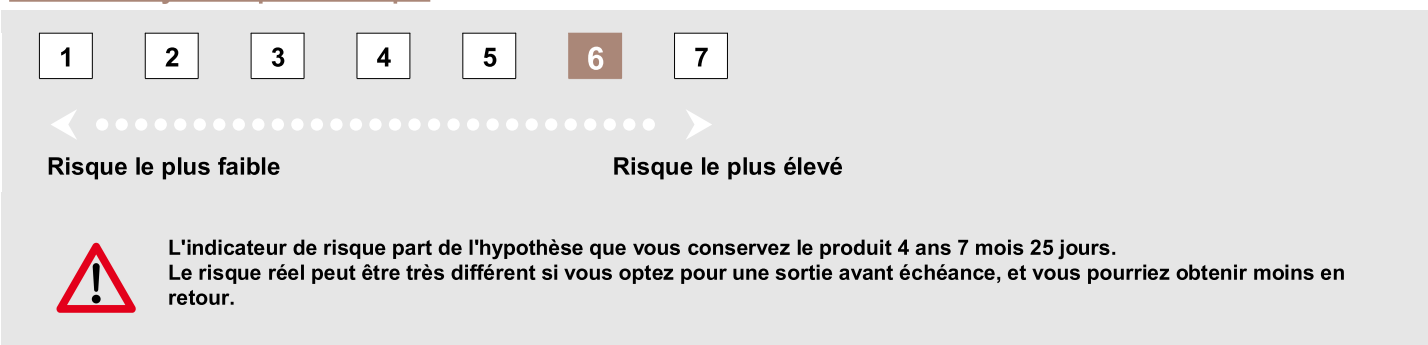 1 2 3 4 5 6 7
Risque le plus faible Risque le plus élevé
L'indicateur de risque part de l'hypothèse que vous conservez le produit 4 ans 7 mois 25 jours.
Le risque réel peut être très différent si vous optez pour une sortie avant échéance, et vous pourriez obtenir moins en
retour.